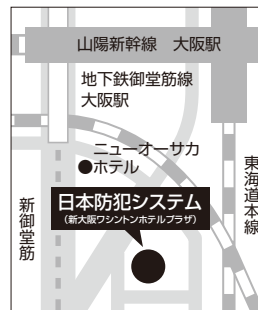 山陽新幹線 大阪駅
地下鉄御堂筋線
大阪駅
ニューオーサカ
●ホテル
日本防犯システム
(新大阪ワシントンホテルプラザ)
新御堂筋
東海道本線